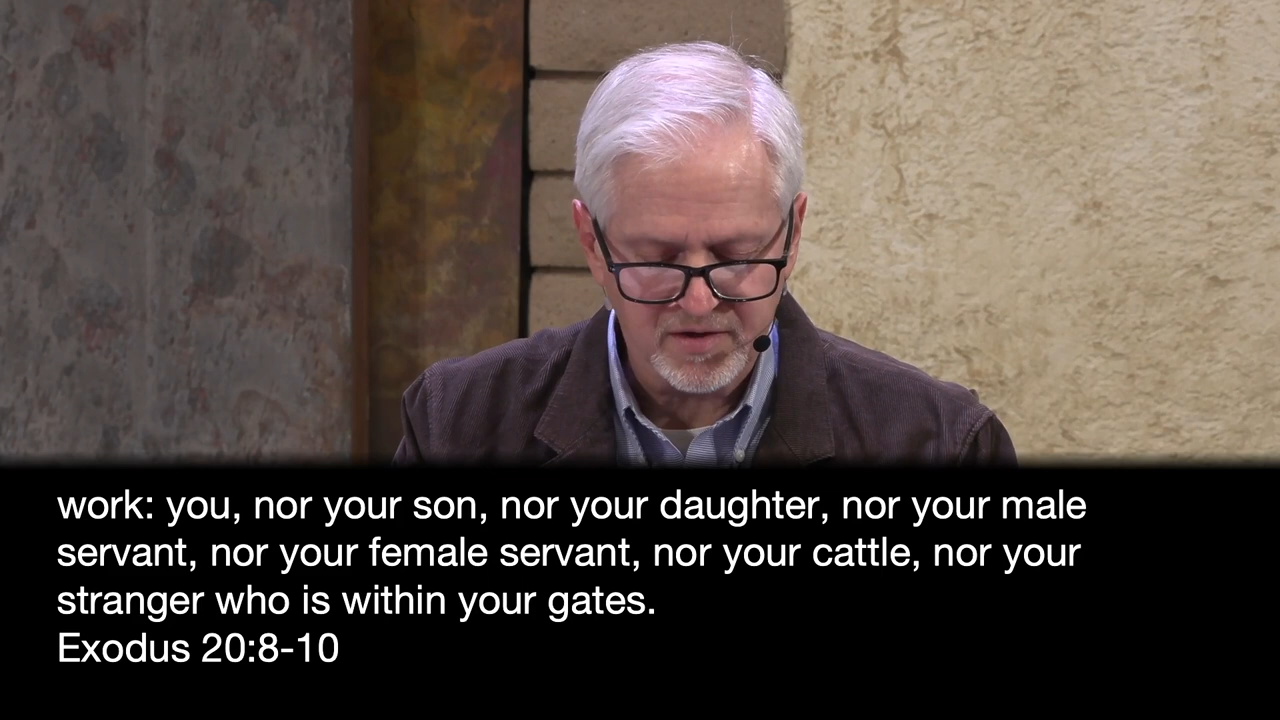 work: you, nor your son, nor your daughter, nor your male
servant, nor your female servant, nor your cattle, nor your
stranger who is within your gates.
Exodus 20:8-10